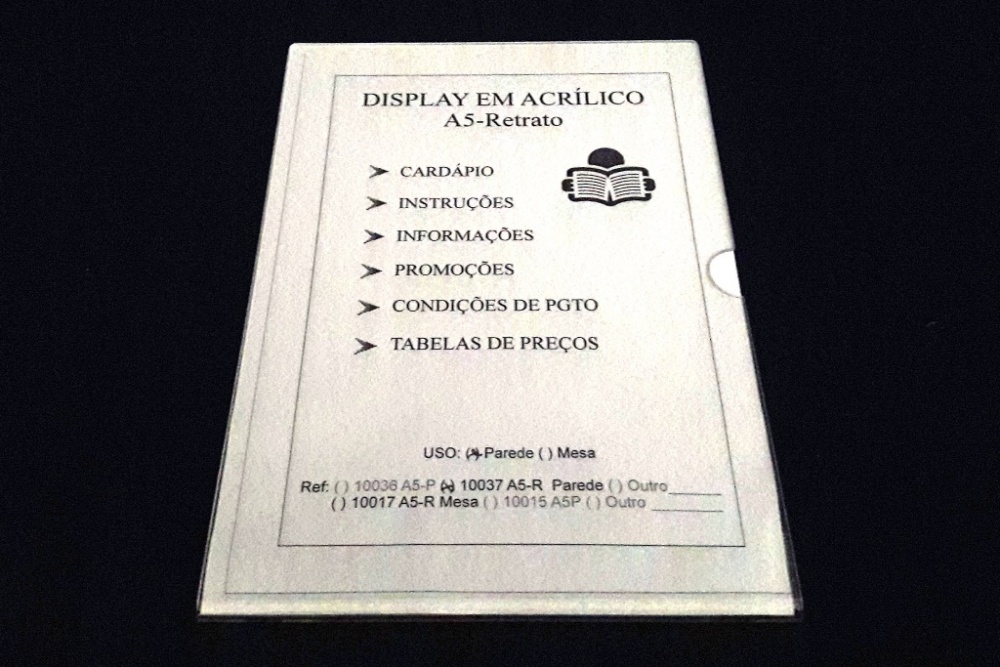 DISPLAY EM ACRÍLICO
A5-Retrato
➢ CARDÁPIO
➢ INSTRUÇÕES
➢ INFORMAÇÕES
➢ PROMOÇÕES
➢ CONDIÇÕES DE PGTO
➢ TABELAS DE PREÇOS
USO: (x) Parede ( ) Mesa
Ref: ( ) 10036 A5-P (x) 10037 A5-R Parede ( ) Outro______
( ) 10017 A5-R Mesa ( ) 10015 A5P ( ) Outro ________